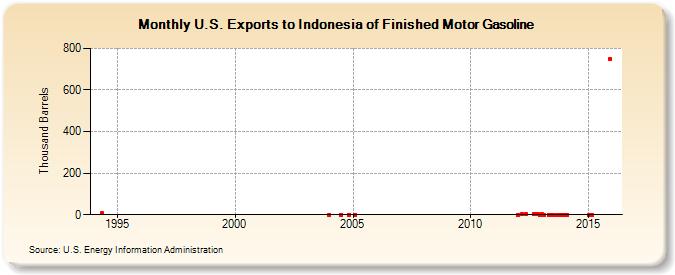 Monthly U.S. Exports to Indonesia of Finished Motor Gasoline
Thousand Barrels
800
600
400
200
0
1995 2000 2005 2010 2015
Source: U.S. Energy Information Administration